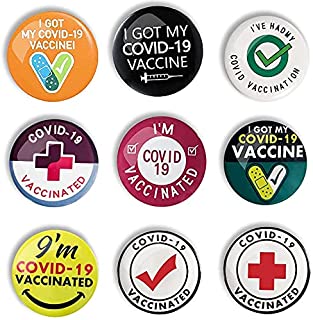 I GOT
MY COVID-19
VACCINE!
I GOT MY
COVID-19
VACCINE
I'VE HAD MY
COVID VACCINATION
COVID-19
VACCINATED
I'M
COVID
19
VACCINATED
I GOT MY
COVID-19
VACCINE
I'm
COVID-19
VACCINATED
COVID-19
VACCINATED
COVID-19
VACCINATED